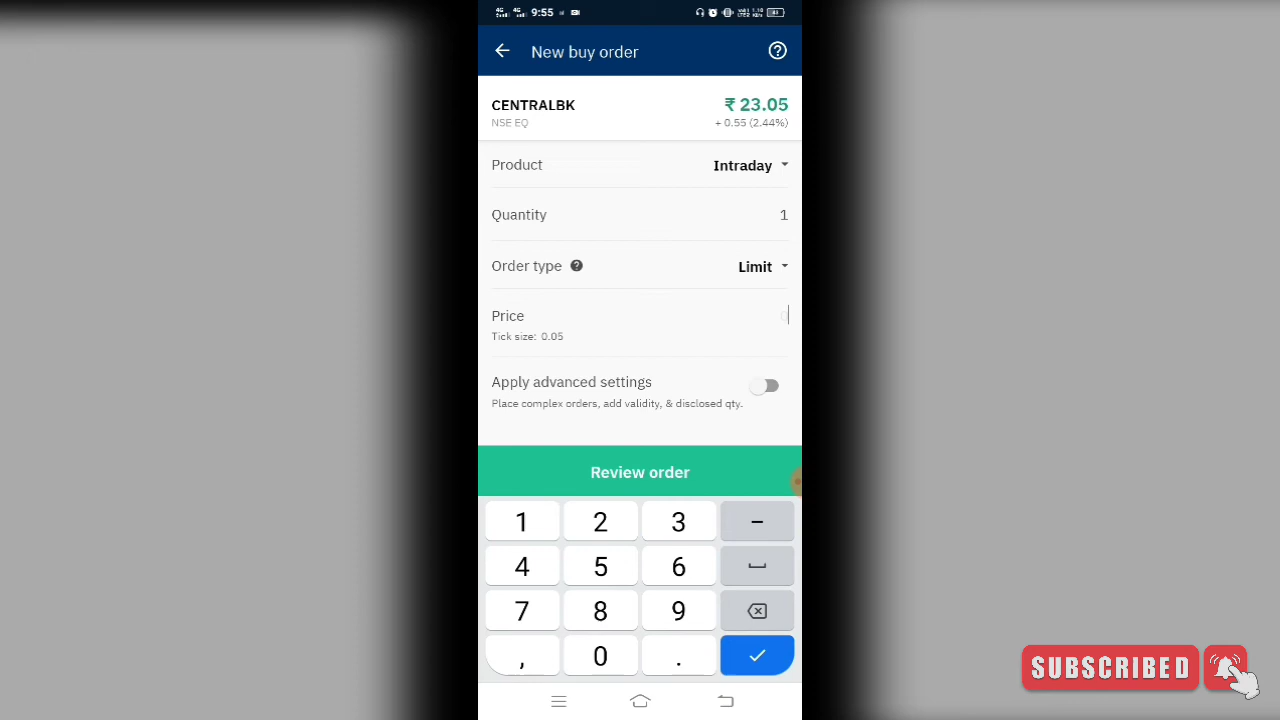 9:55
New buy order
CENTRALBK
₹ 23.05
NSE EQ
+ 0.55 (2.44%)
Product
Intraday
Quantity
1
Order type
Limit
Price
0
Tick size: 0.05
Apply advanced settings
Place complex orders, add validity, & disclosed qty.
Review order
1 2 3 –
4 5 6
7 8 9
, 0 .
SUBSCRIBED